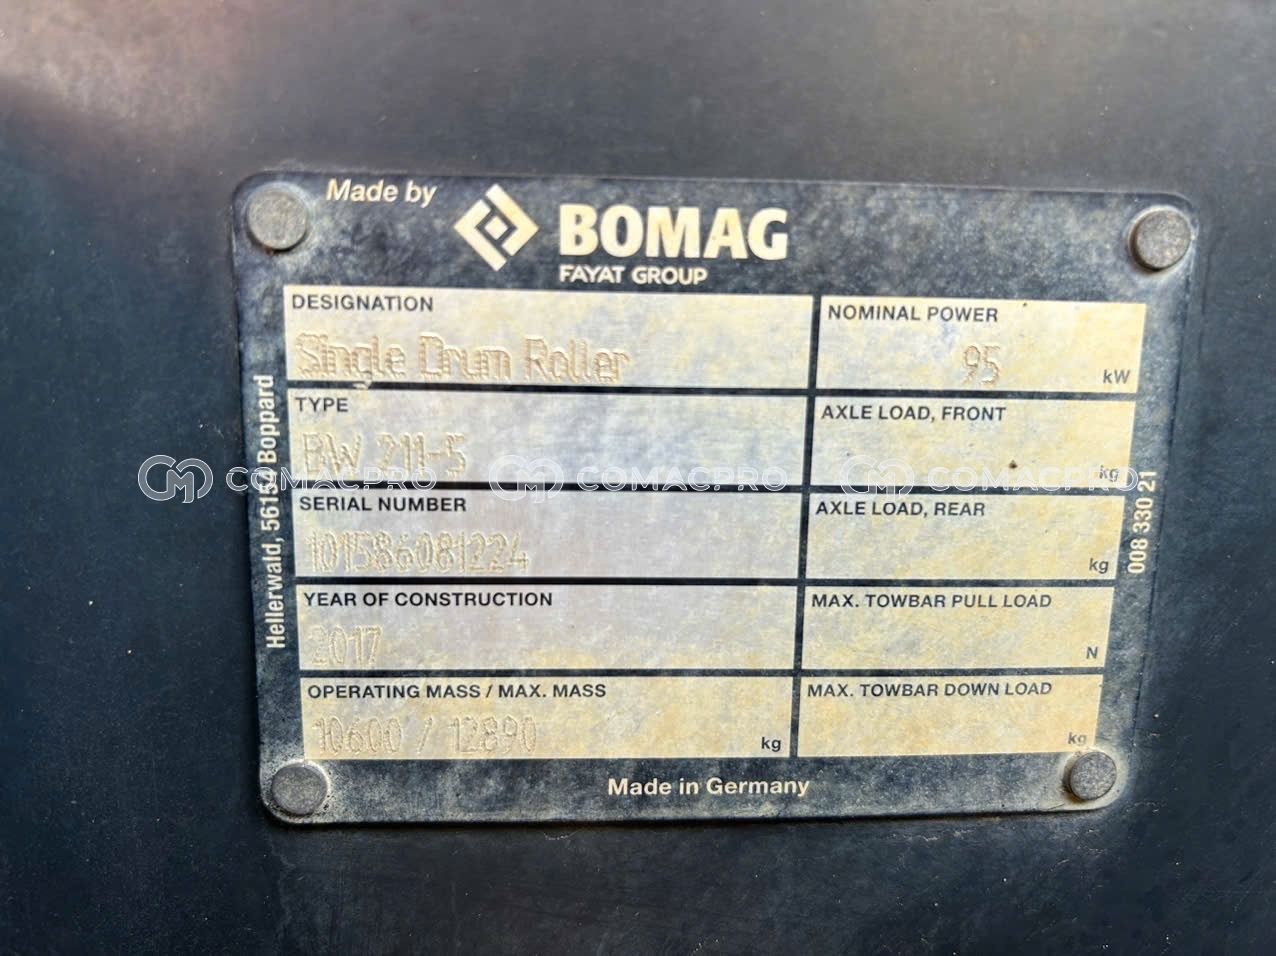 Made by
BOMAG
FAYAT GROUP
DESIGNATION
Single Drum Roller
NOMINAL POWER
95
kW
TYPE
BW 211-5
AXLE LOAD, FRONT
kg
COMACPRO
COMACPRO
COMACPRO
SERIAL NUMBER
101586081224
AXLE LOAD, REAR
kg
YEAR OF CONSTRUCTION
2017
MAX. TOWBAR PULL LOAD
N
OPERATING MASS / MAX. MASS
10600 / 12890
kg
MAX. TOWBAR DOWN LOAD
kg
Made in Germany
Hellerwald, 56154 Boppard
008 330 21